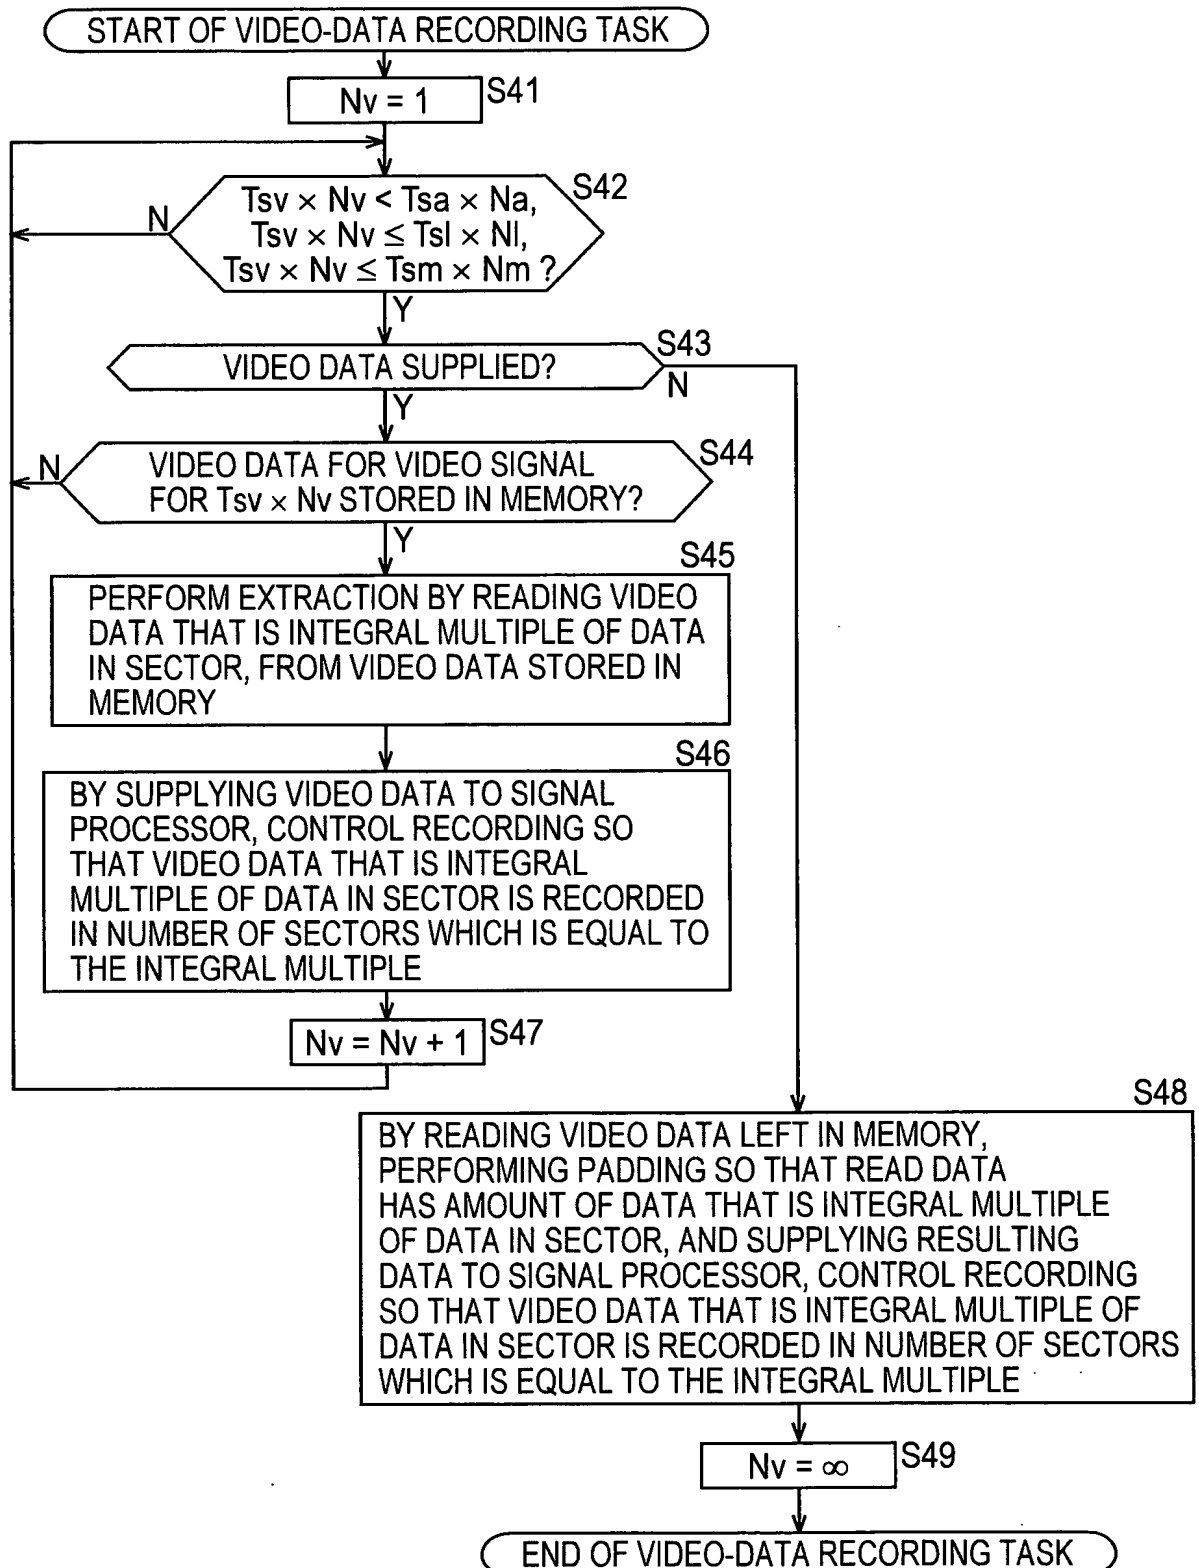 START OF VIDEO-DATA RECORDING TASK
Nv = 1
S41
S42
Tsv × Nv < Tsa × Na,
Tsv × Nv ≤ Tsl × Nl,
Tsv × Nv ≤ Tsm × Nm ?
N
Y
S43
VIDEO DATA SUPPLIED?
N
Y
S44
N
VIDEO DATA FOR VIDEO SIGNAL
FOR Tsv × Nv STORED IN MEMORY?
Y
S45
PERFORM EXTRACTION BY READING VIDEO
DATA THAT IS INTEGRAL MULTIPLE OF DATA
IN SECTOR, FROM VIDEO DATA STORED IN
MEMORY
S46
BY SUPPLYING VIDEO DATA TO SIGNAL
PROCESSOR, CONTROL RECORDING SO
THAT VIDEO DATA THAT IS INTEGRAL
MULTIPLE OF DATA IN SECTOR IS RECORDED
IN NUMBER OF SECTORS WHICH IS EQUAL TO
THE INTEGRAL MULTIPLE
Nv = Nv + 1
S47
S48
BY READING VIDEO DATA LEFT IN MEMORY,
PERFORMING PADDING SO THAT READ DATA
HAS AMOUNT OF DATA THAT IS INTEGRAL MULTIPLE
OF DATA IN SECTOR, AND SUPPLYING RESULTING
DATA TO SIGNAL PROCESSOR, CONTROL RECORDING
SO THAT VIDEO DATA THAT IS INTEGRAL MULTIPLE OF
DATA IN SECTOR IS RECORDED IN NUMBER OF SECTORS
WHICH IS EQUAL TO THE INTEGRAL MULTIPLE
Nv = ∞
S49
END OF VIDEO-DATA RECORDING TASK